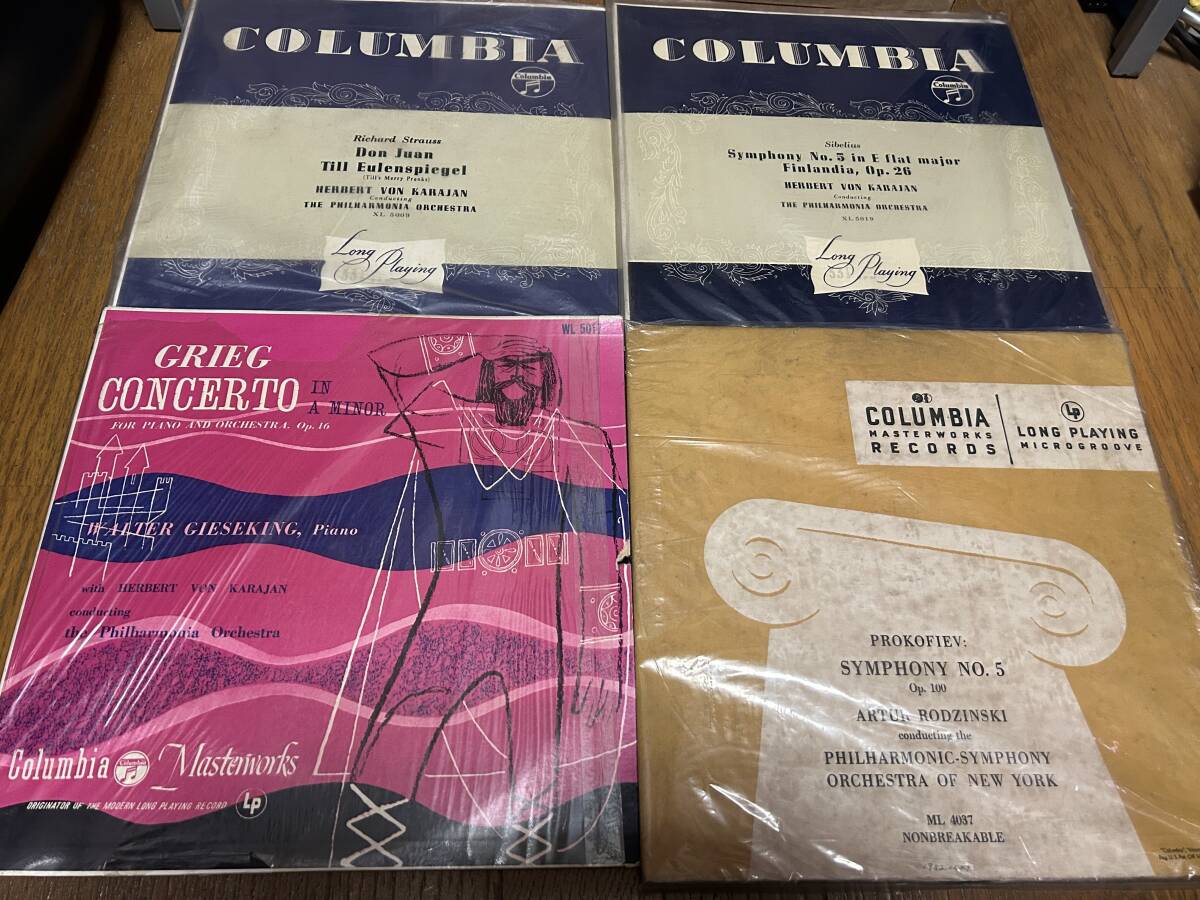 COLUMBIA
Columbia
Richard Strauss
Don Juan
Till Eulenspiegel
(Till's Merry Pranks)
HERBERT VON KARAJAN
Conducting
THE PHILHARMONIA ORCHESTRA
XL 5009
Long
33
Playing
COLUMBIA
Columbia
Sibelius
Symphony No. 5 in E flat major
Finlandia, Op. 26
HERBERT VON KARAJAN
Conducting
THE PHILHARMONIA ORCHESTRA
XL 5019
Long
33
Playing
GRIEG
CONCERTO IN
A MINOR
FOR PIANO AND ORCHESTRA. Op. 16
WALTER GIESEKING, Piano
with HERBERT VON KARAJAN
conducting
the Philharmonia Orchestra
Columbia Columbia Masterworks
ORIGINATOR OF THE MODERN LONG PLAYING RECORD Lp
COLUMBIA
MASTERWORKS
RECORDS
Lp
LONG PLAYING
MICROGROOVE
PROKOFIEV:
SYMPHONY NO. 5
Op. 100
ARTUR RODZINSKI
conducting the
PHILHARMONIC-SYMPHONY
ORCHESTRA OF NEW YORK
ML 4037
NONBREAKABLE